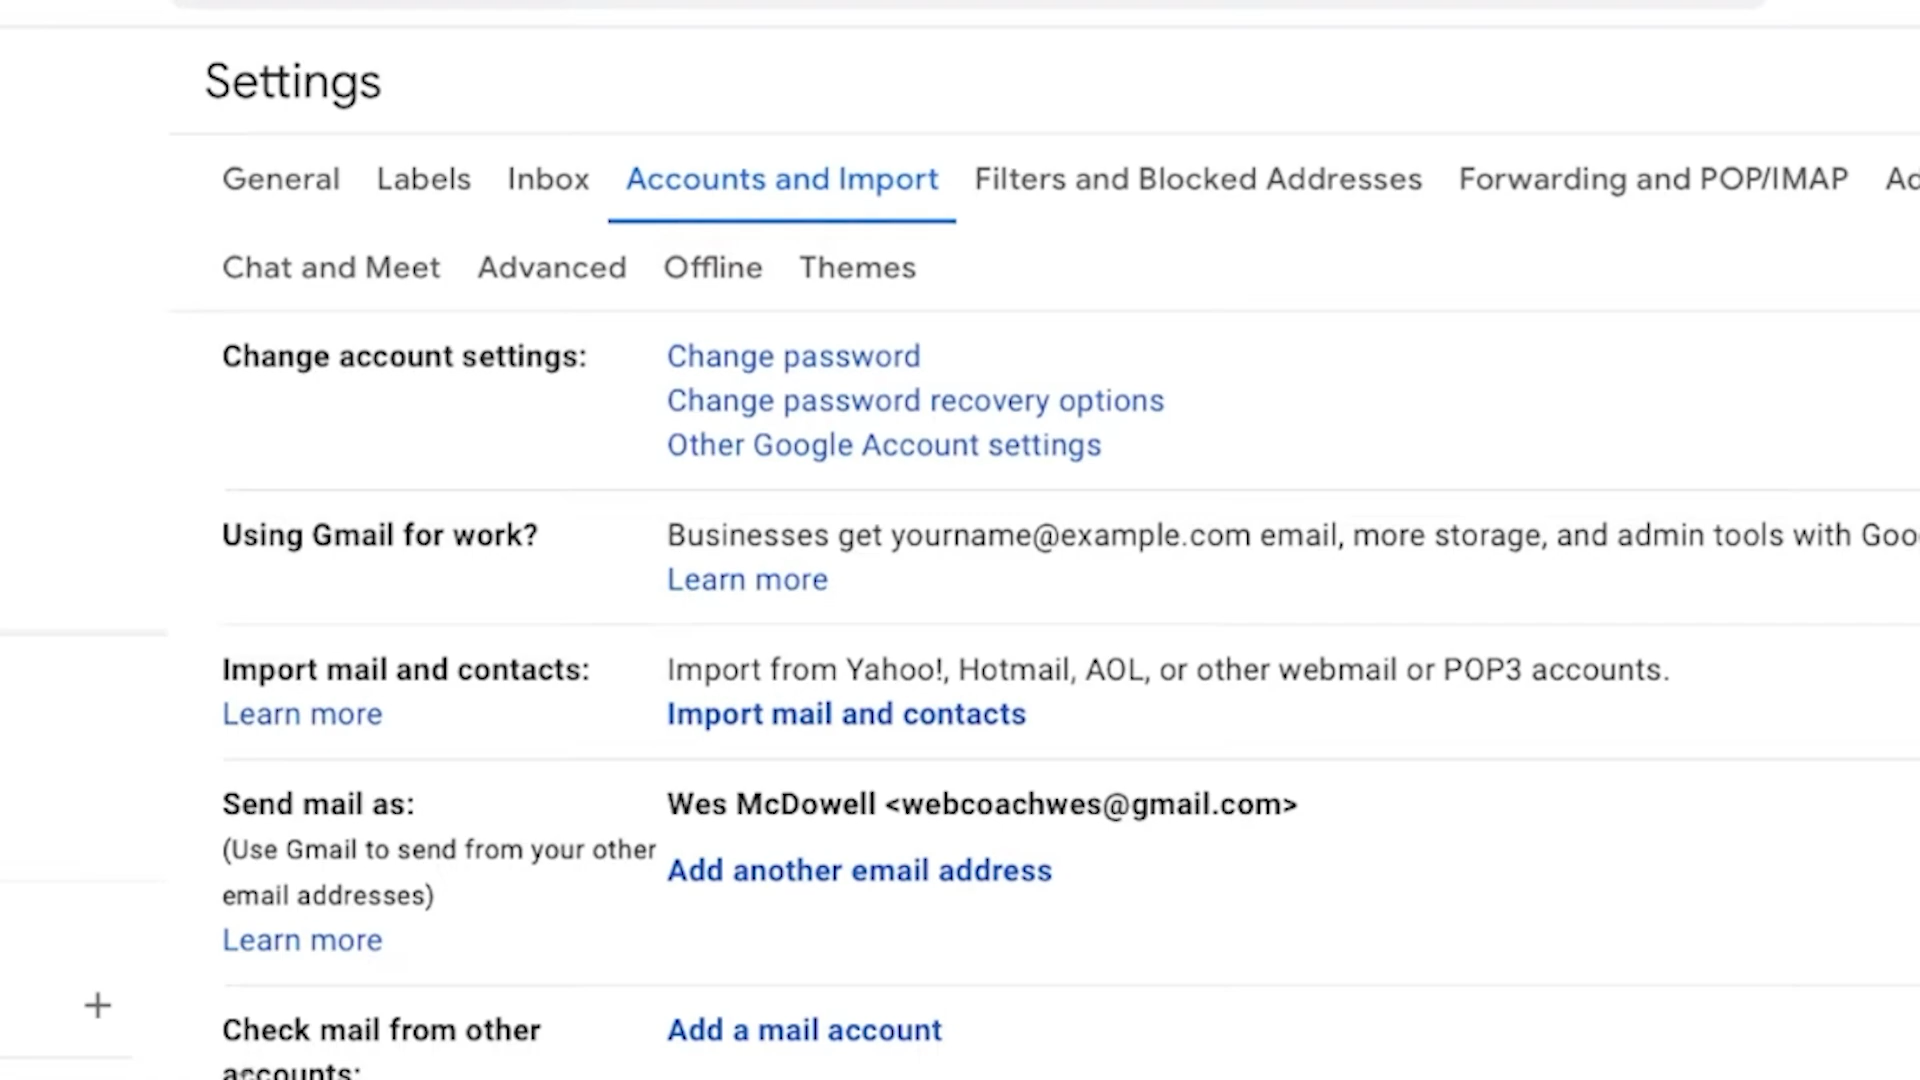 Settings
General Labels Inbox Accounts and Import Filters and Blocked Addresses Forwarding and POP/IMAP
Chat and Meet Advanced Offline Themes
Change account settings: Change password
Change password recovery options
Other Google Account settings
Using Gmail for work? Businesses get yourname@example.com email, more storage, and admin tools with
Learn more
Import mail and contacts: Import from Yahoo!, Hotmail, AOL, or other webmail or POP3 accounts.
Learn more Import mail and contacts
Send mail as: Wes McDowell <webcoachwes@gmail.com>
(Use Gmail to send from your other
email addresses)
Add another email address
Learn more
Check mail from other Add a mail account
accounts: